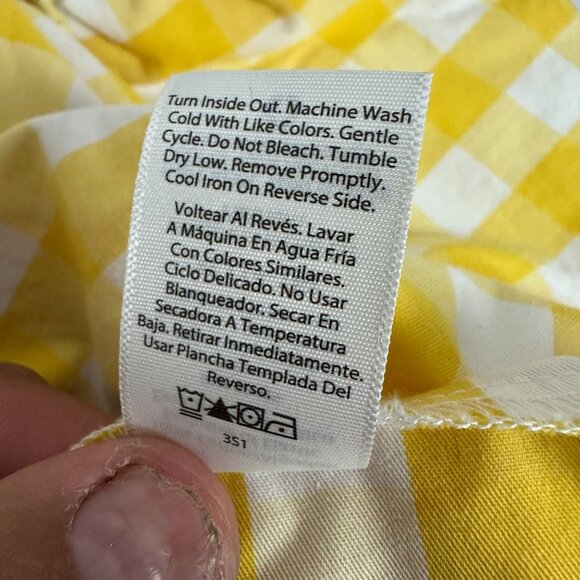 Turn Inside Out. Machine Wash
Cold With Like Colors. Gentle
Cycle. Do Not Bleach. Tumble
Dry Low. Remove Promptly.
Cool Iron On Reverse Side.
Voltear Al Revés. Lavar
A Máquina En Agua Fría
Con Colores Similares.
Ciclo Delicado. No Usar
Blanqueador. Secar En
Secadora A Temperatura
Baja. Retirar Inmediatamente.
Usar Plancha Templada Del
Reverso.
3S1